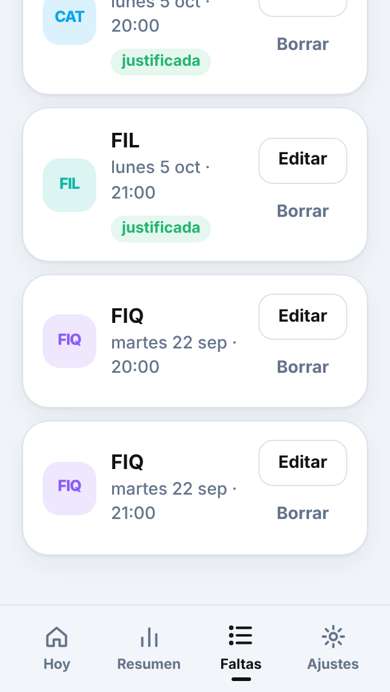 CAT
lunes 5 oct ·
20:00
justificada
Borrar
FIL
FIL
lunes 5 oct ·
21:00
justificada
Editar
Borrar
FIQ
FIQ
martes 22 sep ·
20:00
Editar
Borrar
FIQ
FIQ
martes 22 sep ·
21:00
Editar
Borrar
Hoy
Resumen
Faltas
Ajustes